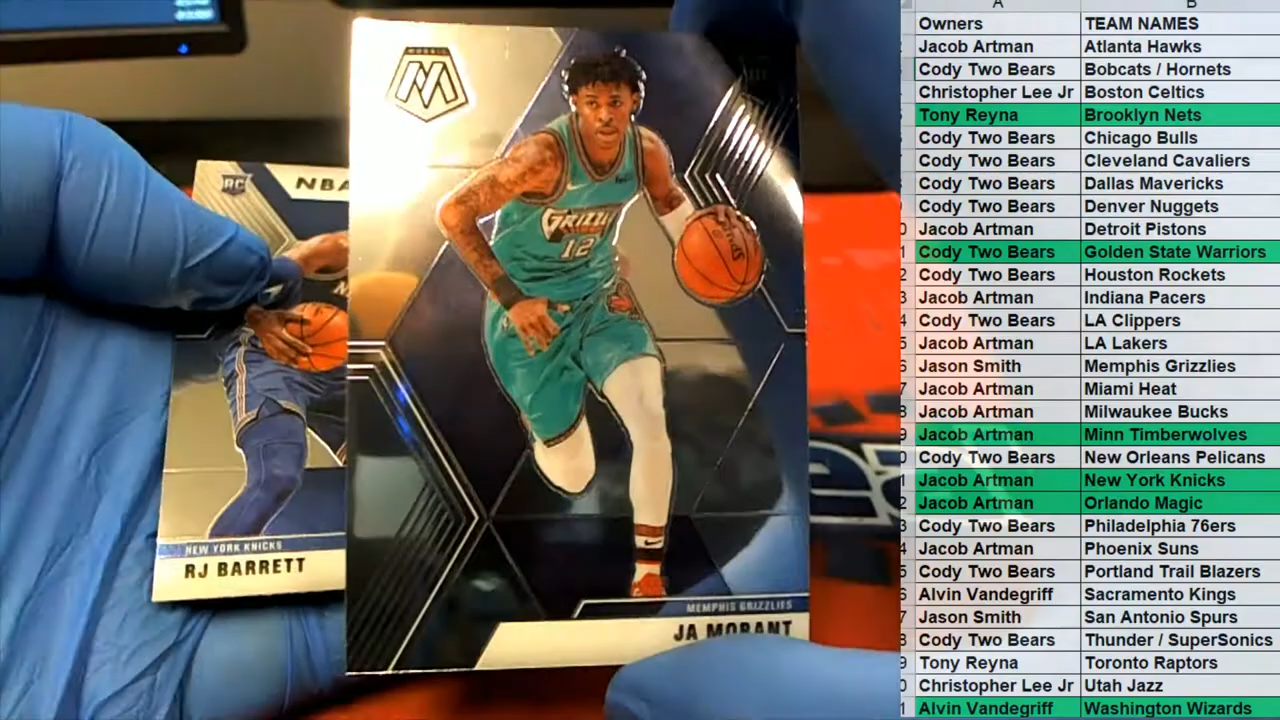 MOSAIC
M
RC
NBA
GRIZZ
12
NEW YORK KNICKS
RJ BARRETT
MEMPHIS GRIZZLIES
JA MORANT
A B
Owners TEAM NAMES
Jacob Artman Atlanta Hawks
Cody Two Bears Bobcats / Hornets
Christopher Lee Jr Boston Celtics
Tony Reyna Brooklyn Nets
Cody Two Bears Chicago Bulls
Cody Two Bears Cleveland Cavaliers
Cody Two Bears Dallas Mavericks
Cody Two Bears Denver Nuggets
Jacob Artman Detroit Pistons
Cody Two Bears Golden State Warriors
Cody Two Bears Houston Rockets
Jacob Artman Indiana Pacers
Cody Two Bears LA Clippers
Jacob Artman LA Lakers
Jason Smith Memphis Grizzlies
Jacob Artman Miami Heat
Jacob Artman Milwaukee Bucks
Jacob Artman Minn Timberwolves
Cody Two Bears New Orleans Pelicans
Jacob Artman New York Knicks
Jacob Artman Orlando Magic
Cody Two Bears Philadelphia 76ers
Jacob Artman Phoenix Suns
Cody Two Bears Portland Trail Blazers
Alvin Vandegriff Sacramento Kings
Jason Smith San Antonio Spurs
Cody Two Bears Thunder / SuperSonics
Tony Reyna Toronto Raptors
Christopher Lee Jr Utah Jazz
Alvin Vandegriff Washington Wizards